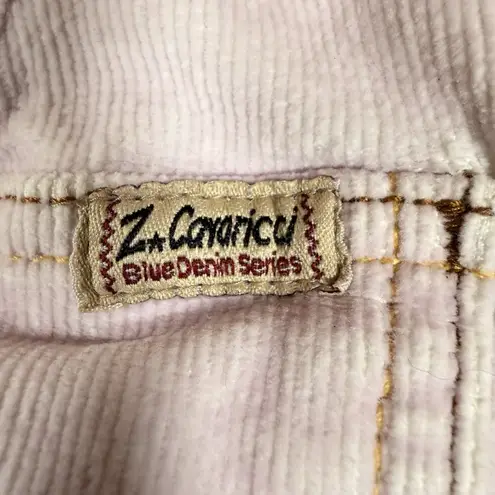 Z★Cavaricci
Blue Denim Series